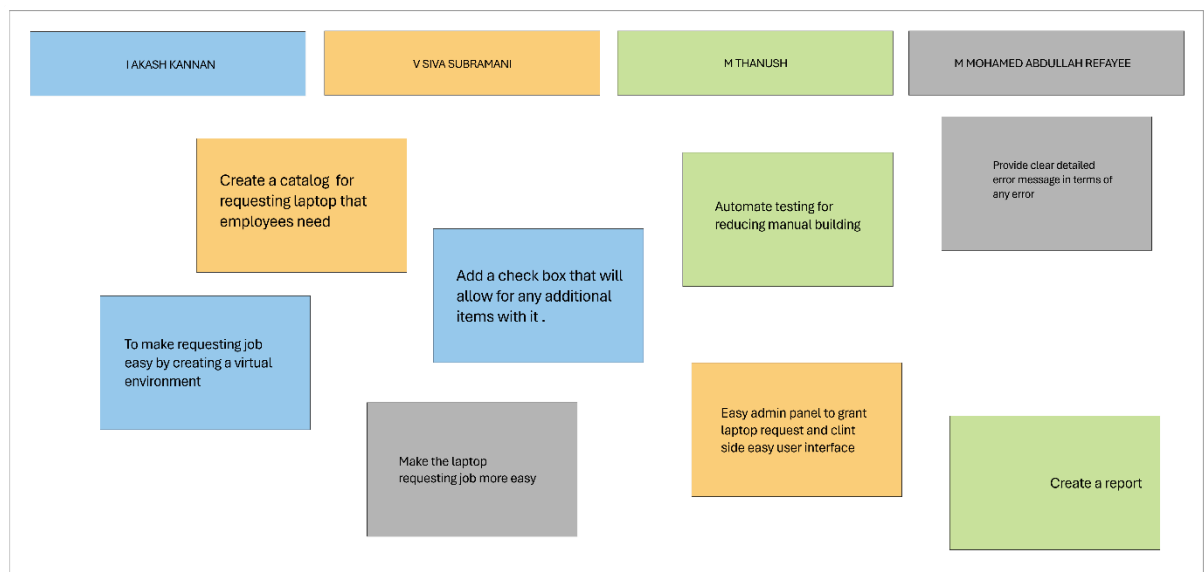 I AKASH KANNAN
V SIVA SUBRAMANI
M THANUSH
M MOHAMED ABDULLAH REFAYEE
Create a catalog for
requesting laptop that
employees need
Automate testing for
reducing manual building
Provide clear detailed
error message in terms of
any error
Add a check box that will
allow for any additional
items with it .
To make requesting job
easy by creating a virtual
environment
Make the laptop
requesting job more easy
Easy admin panel to grant
laptop request and clint
side easy user interface
Create a report